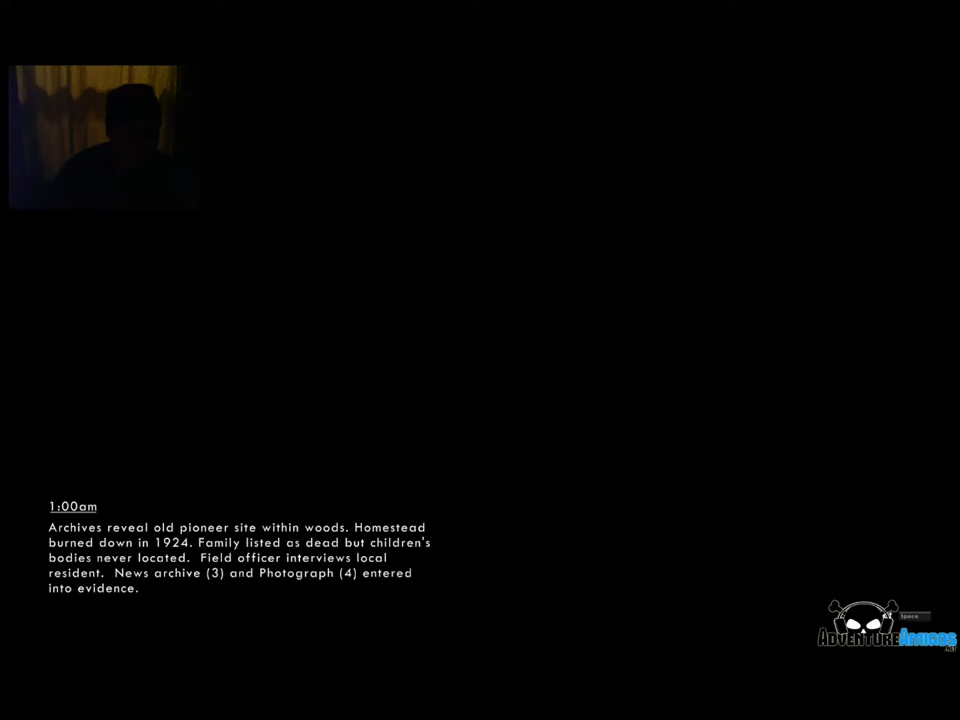 1:00am
Archives reveal old pioneer site within woods. Homestead
burned down in 1924. Family listed as dead but children's
bodies never located.  Field officer interviews local
resident.  News archive (3) and Photograph (4) entered
into evidence.
Space
ADVENTUREAMIGOS
.NET